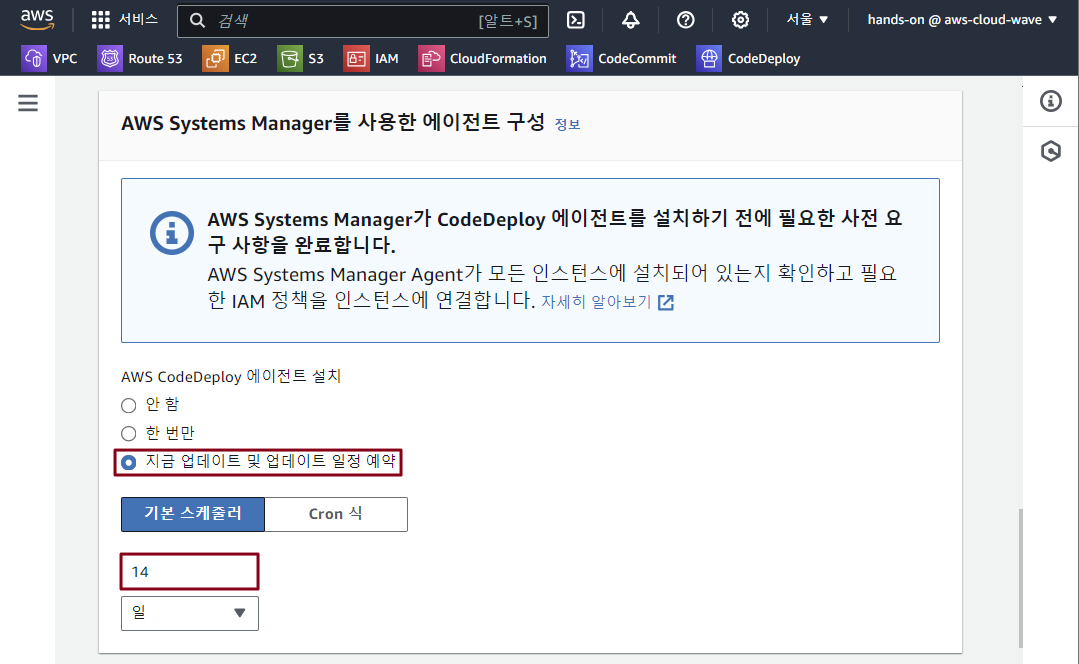 aws
서비스
검색
[알트+S]
서울 ▼
hands-on @ aws-cloud-wave ▼
VPC
Route 53
EC2
S3
IAM
CloudFormation
CodeCommit
CodeDeploy
AWS Systems Manager를 사용한 에이전트 구성 정보
AWS Systems Manager가 CodeDeploy 에이전트를 설치하기 전에 필요한 사전 요
구 사항을 완료합니다.
AWS Systems Manager Agent가 모든 인스턴스에 설치되어 있는지 확인하고 필요
한 IAM 정책을 인스턴스에 연결합니다. 자세히 알아보기
AWS CodeDeploy 에이전트 설치
안 함
한 번만
지금 업데이트 및 업데이트 일정 예약
기본 스케줄러
Cron 식
14
일